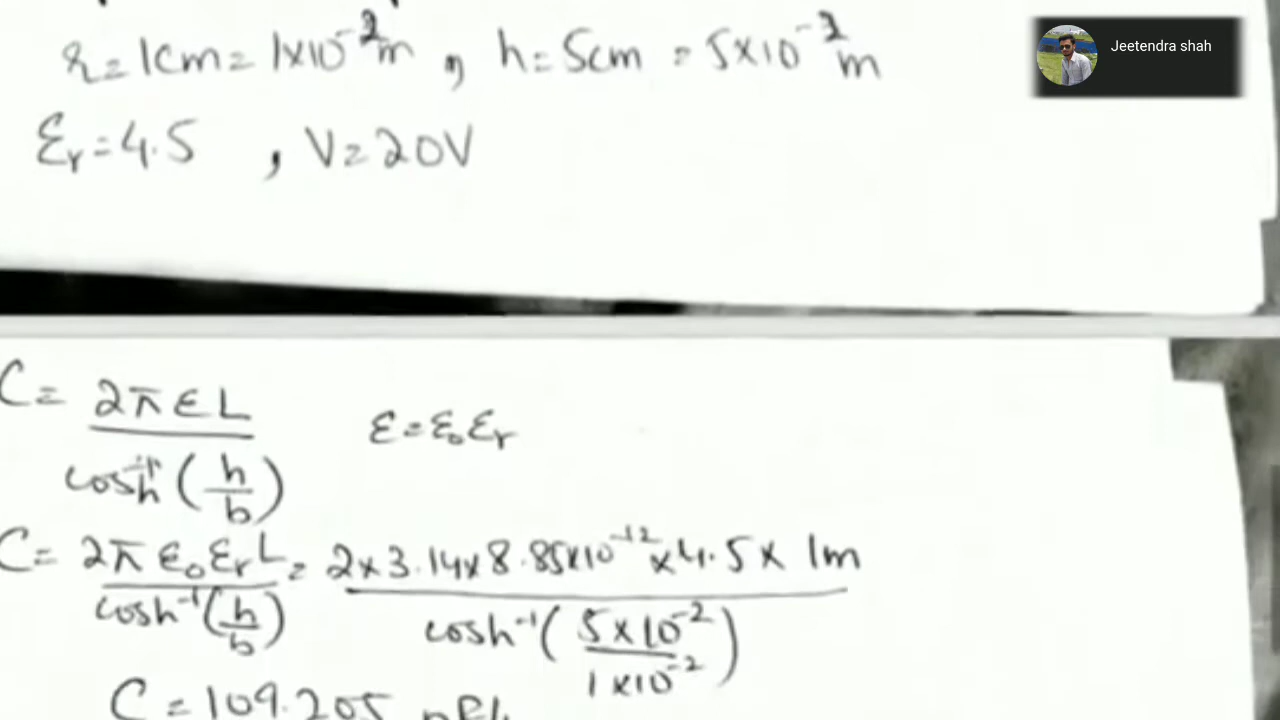 r = 1cm = 1×10⁻²m , h = 5cm = 5×10⁻²m
Jeetendra shah
εr = 4.5 , V = 20V
C = 2πεL / cosh⁻¹(h/b) ε = ε₀εr
C = 2πε₀εrL / cosh⁻¹(h/b) = 2×3.14×8.85×10⁻¹²×4.5×1m / cosh⁻¹(5×10⁻²/1×10⁻²)
C = 109.205